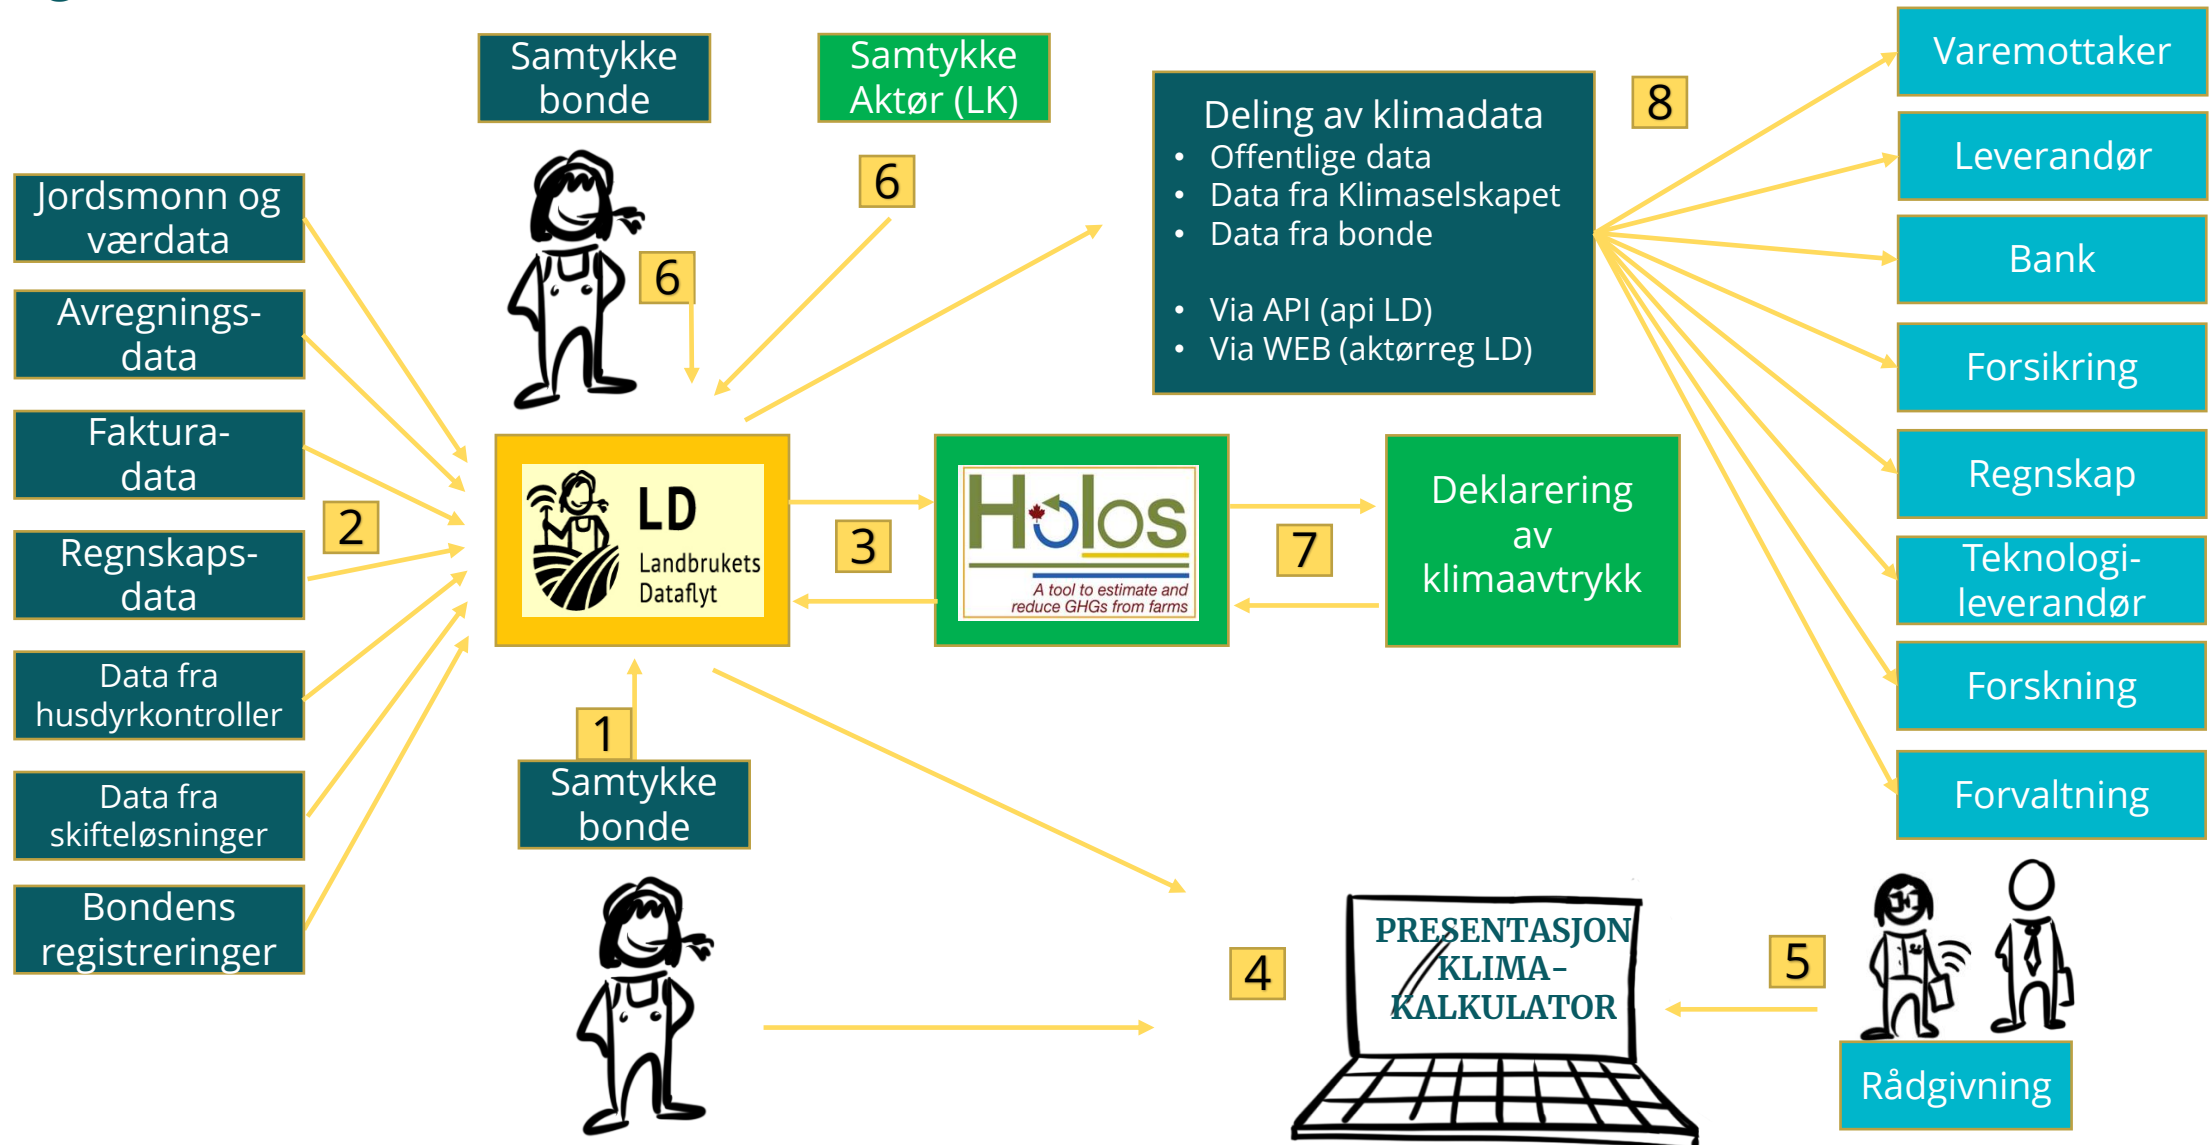 Samtykke
bonde
Samtykke
Aktør (LK)
Deling av klimadata
• Offentlige data
• Data fra Klimaselskapet
• Data fra bonde
• Via API (api LD)
• Via WEB (aktørreg LD)
8
Varemottaker
Leverandør
Bank
Forsikring
Regnskap
Teknologi-
leverandør
Forskning
Forvaltning
Jordsmonn og
værdata
Avregnings-
data
Faktura-
data
Regnskaps-
data
Data fra
husdyrkontroller
Data fra
skifteløsninger
Bondens
registreringer
2
6
6
LD
Landbrukets
Dataflyt
3
Holos
A tool to estimate and
reduce GHGs from farms
7
Deklarering
av
klimaavtrykk
1
Samtykke
bonde
4
PRESENTASJON
KLIMA-
KALKULATOR
5
Rådgivning